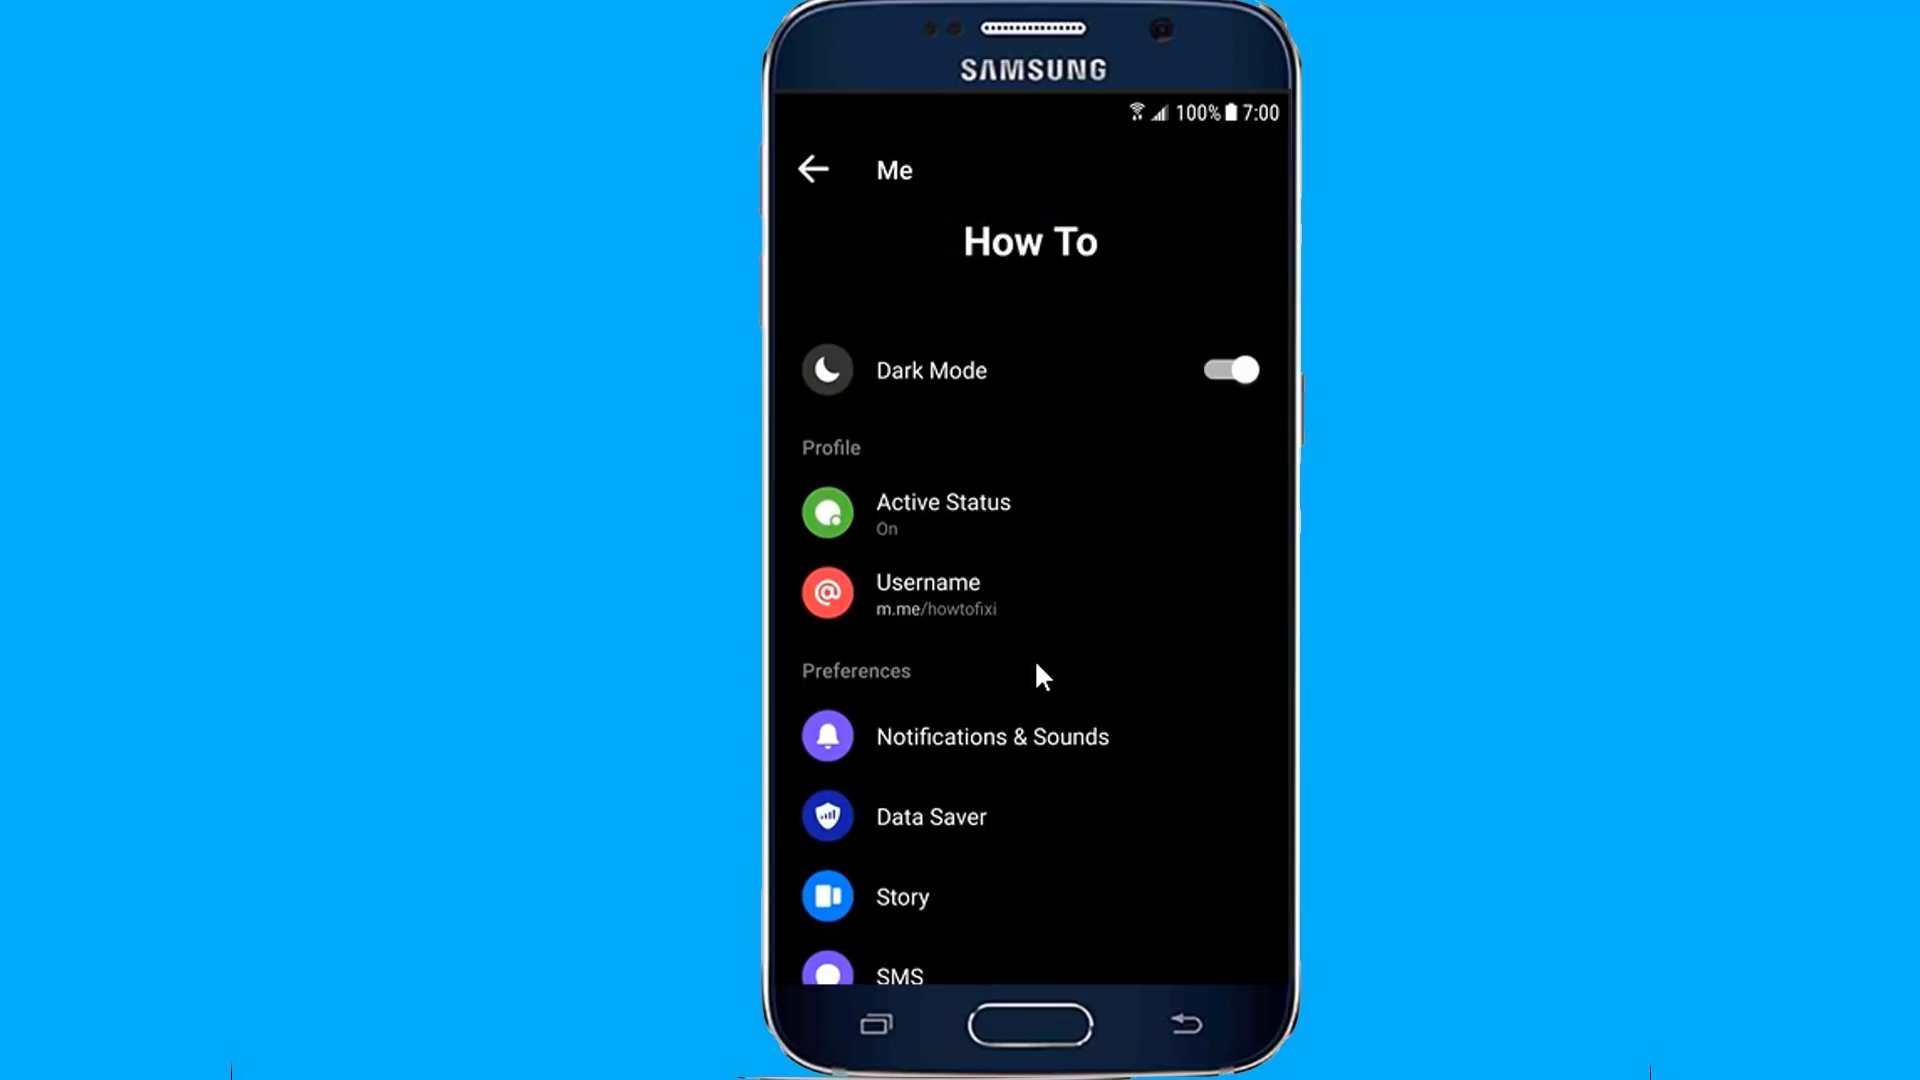 SAMSUNG
100% 7:00
Me
How To
Dark Mode
Profile
Active Status
On
Username
m.me/howtofixi
Preferences
Notifications & Sounds
Data Saver
Story
SMS